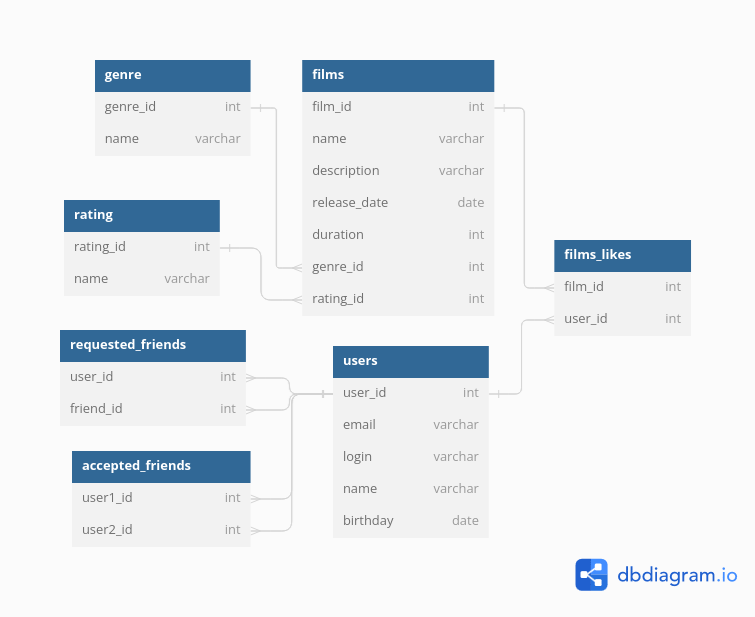 genre
genre_id int
name varchar
films
film_id int
name varchar
description varchar
release_date date
duration int
genre_id int
rating_id int
rating
rating_id int
name varchar
films_likes
film_id int
user_id int
requested_friends
user_id int
friend_id int
users
user_id int
email varchar
login varchar
name varchar
birthday date
accepted_friends
user1_id int
user2_id int
dbdiagram.io